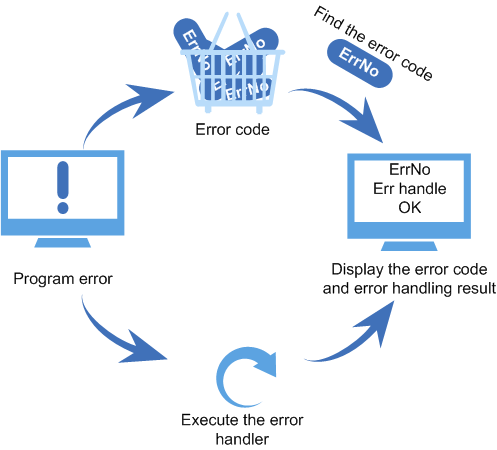 Find the error code
ErrNo
Err
ErrNo
ErrNo
Error code
ErrNo
Err handle
OK
Program error
Display the error code
and error handling result
Execute the error
handler